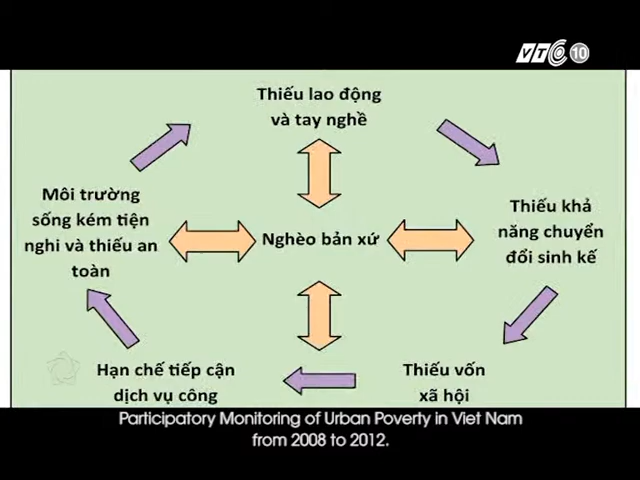 VTC 10
Thiếu lao động
và tay nghề
Môi trường
sống kém tiện
nghi và thiếu an
toàn
Nghèo bản xứ
Thiếu khả
năng chuyển
đổi sinh kế
Hạn chế tiếp cận
dịch vụ công
Thiếu vốn
xã hội
Participatory Monitoring of Urban Poverty in Viet Nam
from 2008 to 2012.